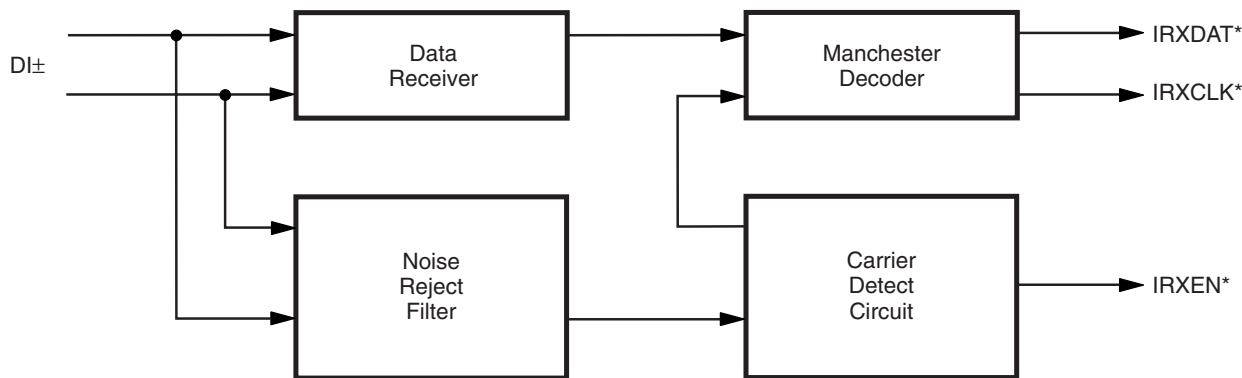 DI±
Data
Receiver
Manchester
Decoder
IRXDAT*
IRXCLK*
Noise
Reject
Filter
Carrier
Detect
Circuit
IRXEN*